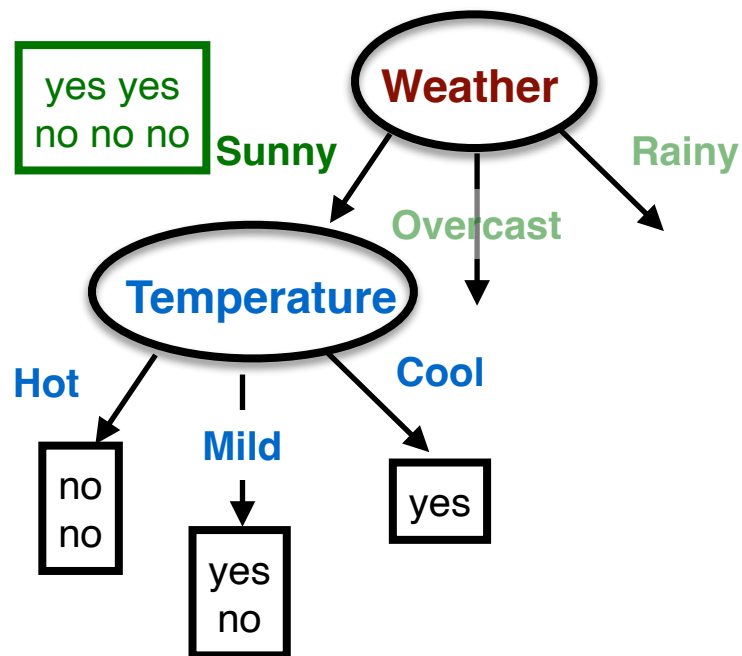 yes yes
no no no
Weather
Sunny
Rainy
Overcast
Temperature
Hot
Mild
Cool
no
no
yes
no
yes